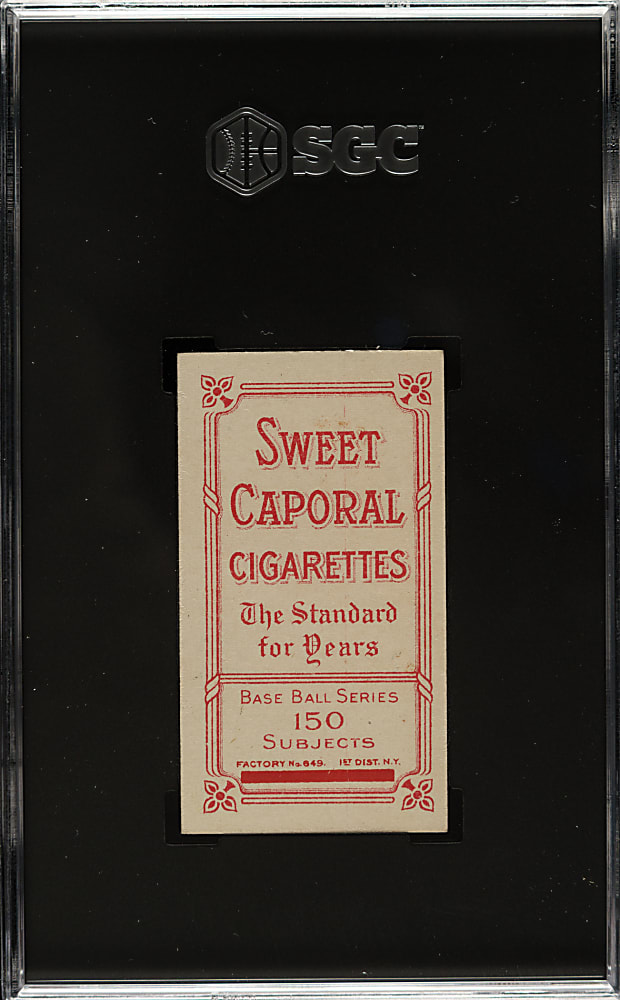 SGC
SWEET
CAPORAL
CIGARETTES
The Standard
for Years
BASE BALL SERIES
150
SUBJECTS
FACTORY No. 649. 1ST DIST. N.Y.